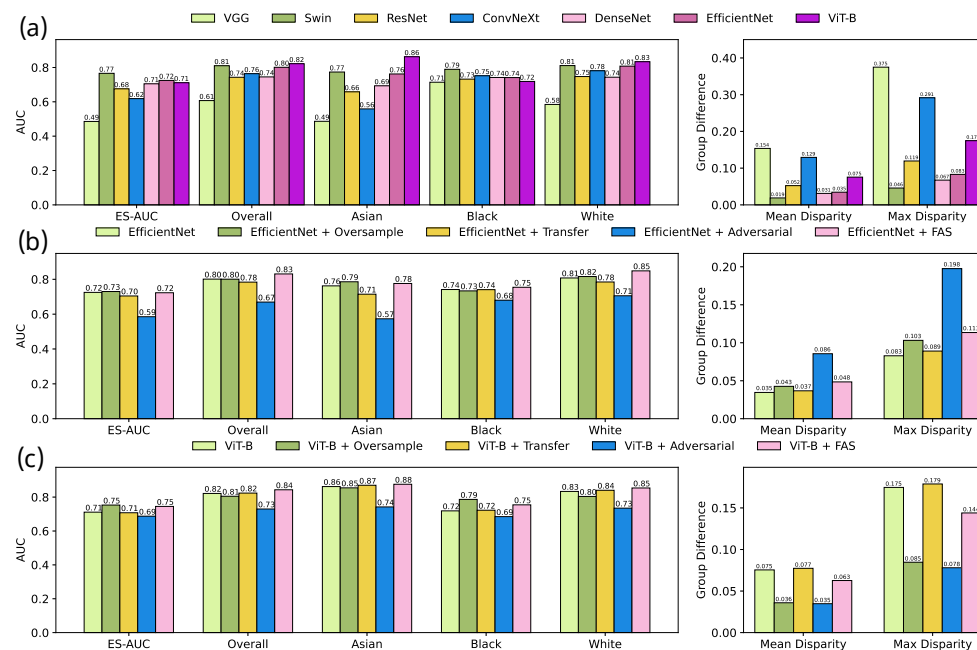 (a)
VGG Swin ResNet ConvNeXt DenseNet EfficientNet ViT-B
AUC
0.0 0.2 0.4 0.6 0.8
0.49 0.77 0.68 0.62 0.71 0.72 0.71
0.61 0.81 0.74 0.76 0.74 0.80 0.82
0.49 0.77 0.66 0.56 0.69 0.76 0.86
0.71 0.79 0.73 0.75 0.74 0.74 0.72
0.58 0.81 0.75 0.78 0.74 0.81 0.83
ES-AUC Overall Asian Black White
Group Difference
0.00 0.10 0.20 0.30 0.40
0.154 0.019 0.052 0.129 0.031 0.035 0.075
0.375 0.046 0.119 0.291 0.067 0.083
Mean Disparity Max Disparity
(b)
EfficientNet EfficientNet + Oversample EfficientNet + Transfer EfficientNet + Adversarial EfficientNet + FAS
AUC
0.0 0.2 0.4 0.6 0.8
0.72 0.73 0.70 0.59 0.72
0.80 0.80 0.78 0.67 0.83
0.76 0.79 0.71 0.57 0.78
0.74 0.73 0.74 0.68 0.75
0.81 0.82 0.78 0.71 0.85
ES-AUC Overall Asian Black White
Group Difference
0.00 0.05 0.10 0.15 0.20
0.035 0.043 0.037 0.086 0.048
0.083 0.103 0.089 0.198
Mean Disparity Max Disparity
(c)
ViT-B ViT-B + Oversample ViT-B + Transfer ViT-B + Adversarial ViT-B + FAS
AUC
0.0 0.2 0.4 0.6 0.8
0.71 0.75 0.71 0.69 0.75
0.82 0.81 0.82 0.73 0.84
0.86 0.85 0.87 0.74 0.88
0.72 0.79 0.72 0.69 0.75
0.83 0.80 0.84 0.73 0.85
ES-AUC Overall Asian Black White
Group Difference
0.00 0.05 0.10 0.15
0.075 0.036 0.077 0.035 0.063
0.175 0.085 0.179 0.078
Mean Disparity Max Disparity